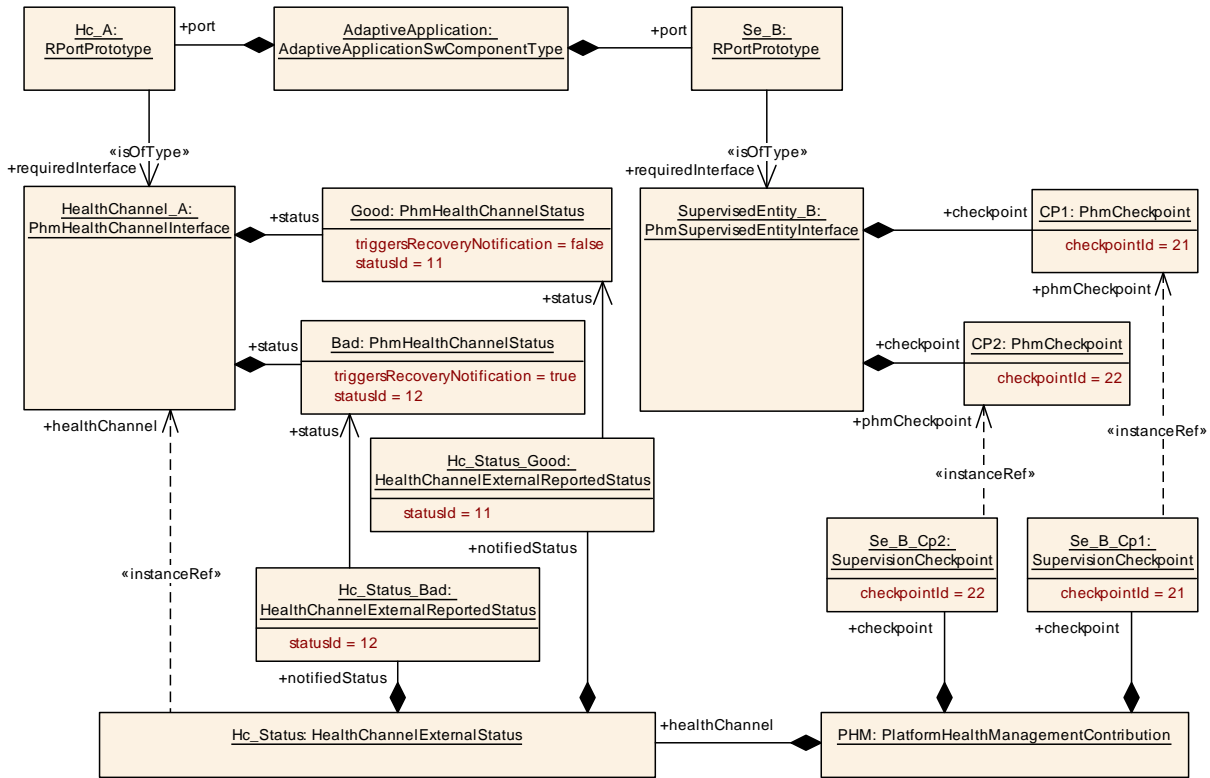 Hc_A:
RPortPrototype
+port
AdaptiveApplication:
AdaptiveApplicationSwComponentType
+port
Se_B:
RPortPrototype
«isOfType»
+requiredInterface
«isOfType»
+requiredInterface
HealthChannel_A:
PhmHealthChannelInterface
+status
Good: PhmHealthChannelStatus
triggersRecoveryNotification = false
statusId = 11
SupervisedEntity_B:
PhmSupervisedEntityInterface
+checkpoint
CP1: PhmCheckpoint
checkpointId = 21
+status
+phmCheckpoint
+status
Bad: PhmHealthChannelStatus
triggersRecoveryNotification = true
statusId = 12
+checkpoint
CP2: PhmCheckpoint
checkpointId = 22
+healthChannel
+status
+phmCheckpoint
«instanceRef»
Hc_Status_Good:
HealthChannelExternalReportedStatus
statusId = 11
«instanceRef»
+notifiedStatus
Se_B_Cp2:
SupervisionCheckpoint
checkpointId = 22
Se_B_Cp1:
SupervisionCheckpoint
checkpointId = 21
«instanceRef»
Hc_Status_Bad:
HealthChannelExternalReportedStatus
statusId = 12
+checkpoint
+checkpoint
+notifiedStatus
Hc_Status: HealthChannelExternalStatus
+healthChannel
PHM: PlatformHealthManagementContribution